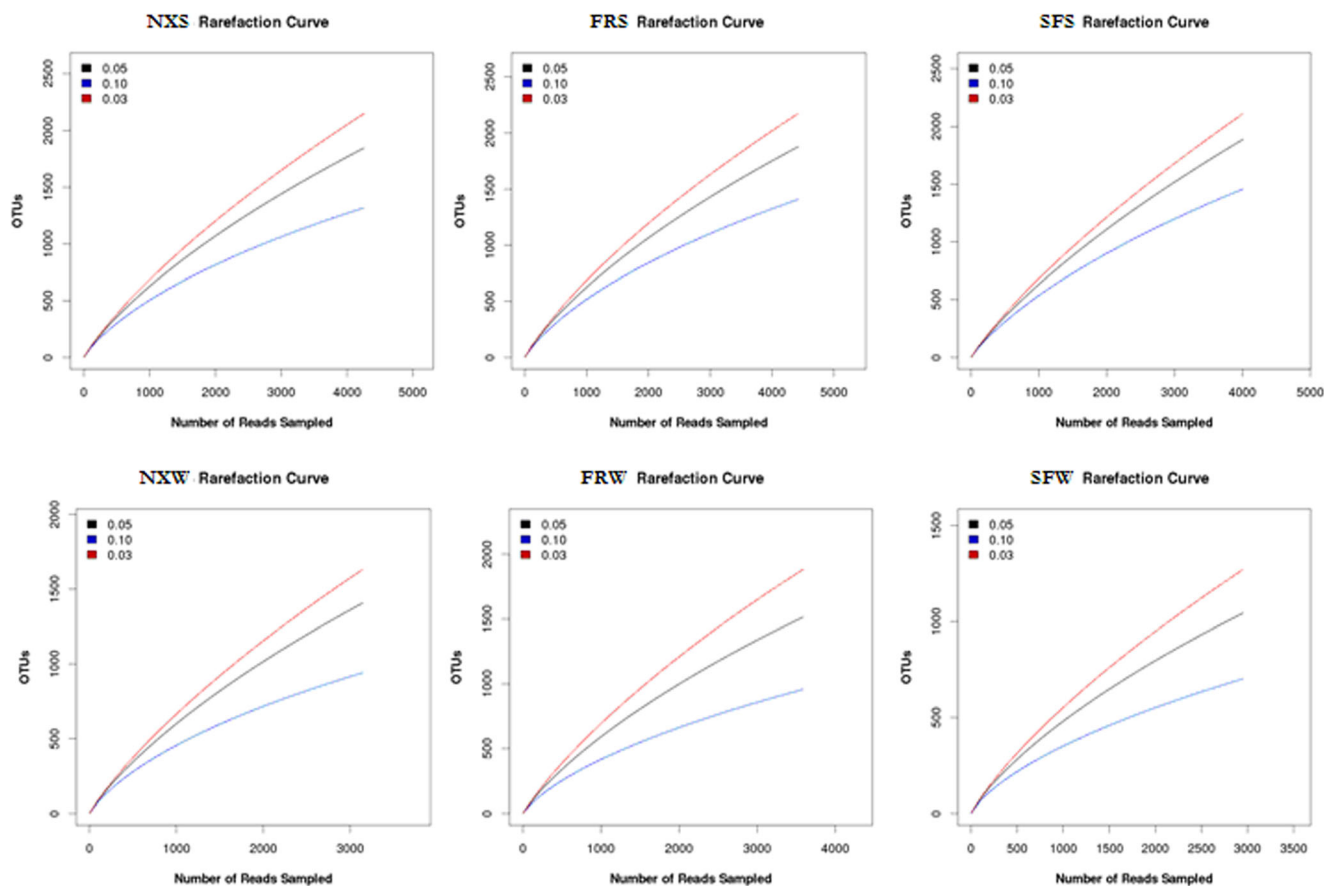 NXS Rarefaction Curve
0.05
0.10
0.03
OTUs
2500
2000
1500
1000
500
0
0 1000 2000 3000 4000 5000
Number of Reads Sampled
FRS Rarefaction Curve
0.05
0.10
0.03
OTUs
2500
2000
1500
1000
500
0
0 1000 2000 3000 4000 5000
Number of Reads Sampled
SFS Rarefaction Curve
0.05
0.10
0.03
OTUs
2500
2000
1500
1000
500
0
0 1000 2000 3000 4000 5000
Number of Reads Sampled
NXW Rarefaction Curve
0.05
0.10
0.03
OTUs
2000
1500
1000
500
0
0 1000 2000 3000
Number of Reads Sampled
FRW Rarefaction Curve
0.05
0.10
0.03
OTUs
2000
1500
1000
500
0
0 1000 2000 3000 4000
Number of Reads Sampled
SFW Rarefaction Curve
0.05
0.10
0.03
OTUs
1500
1000
500
0
0 500 1000 1500 2000 2500 3000 3500
Number of Reads Sampled